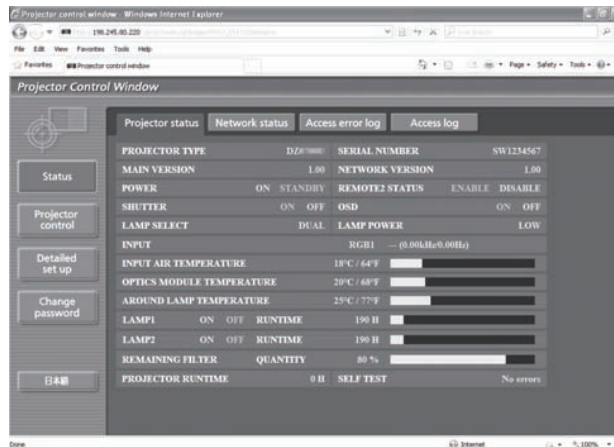 Projector control window - Windows Internet Explorer
198.245.80.220
File Edit View Favorites Tools Help
Favorites Projector control window
Page Safety Tools
Projector Control Window
Projector status Network status Access error log Access log
PROJECTOR TYPE SERIAL NUMBER SW1234567
MAIN VERSION 1.00 NETWORK VERSION 1.00
Status
POWER ON STANDBY REMOTE2 STATUS ENABLE DISABLE
SHUTTER ON OFF OSD ON OFF
Projector control
LAMP SELECT DUAL LAMP POWER LOW
INPUT RGB1 --- (0.00kHz/0.00Hz)
Detailed set up
INPUT AIR TEMPERATURE 18°C / 64°F
OPTICS MODULE TEMPERATURE 20°C / 68°F
Change password
AROUND LAMP TEMPERATURE 25°C / 77°F
LAMP1 ON OFF RUNTIME 190 H
LAMP2 ON OFF RUNTIME 190 H
REMAINING FILTER QUANTITY 80 %
日本語
PROJECTOR RUNTIME 0 H SELF TEST No errors
Done Internet 100%